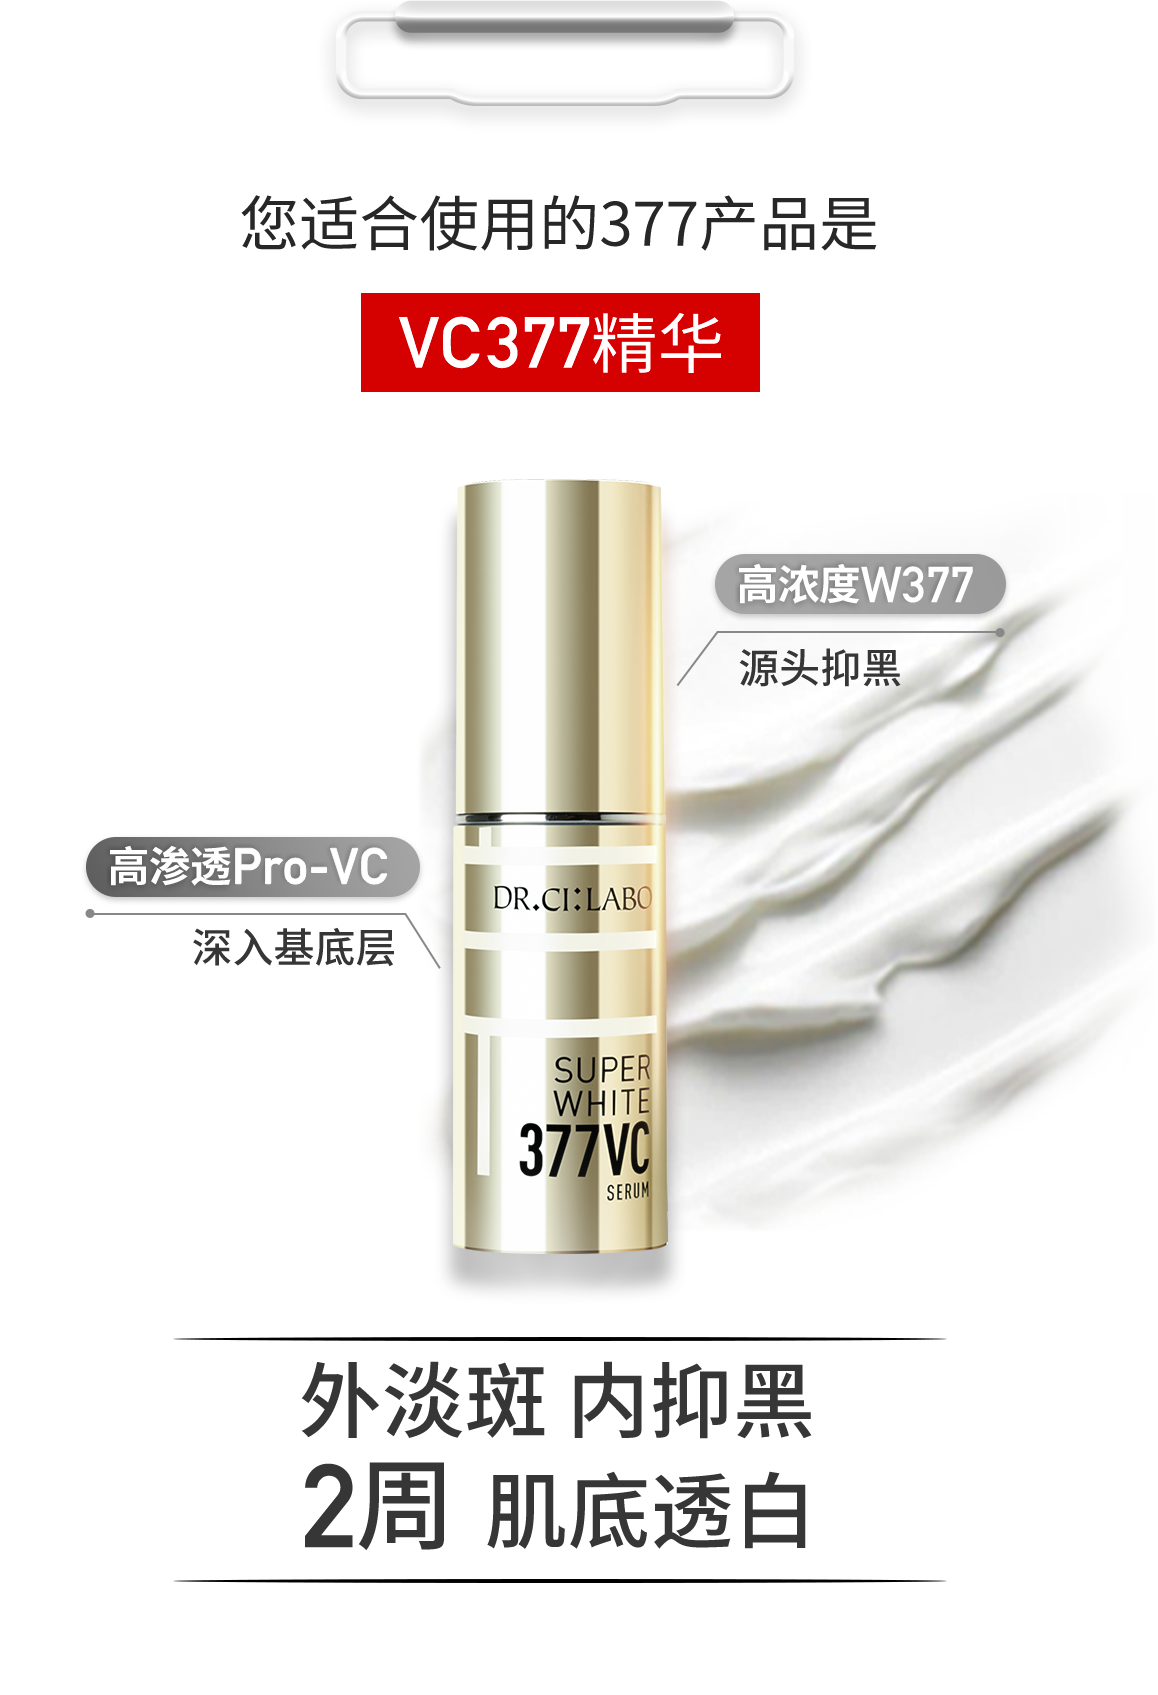 您适合使用的377产品是
VC377精华
高浓度W377
源头抑黑
高渗透Pro-VC
深入基底层
DR.CI:LABO
SUPER
WHITE
377VC
SERUM
外淡斑 内抑黑
2周 肌底透白